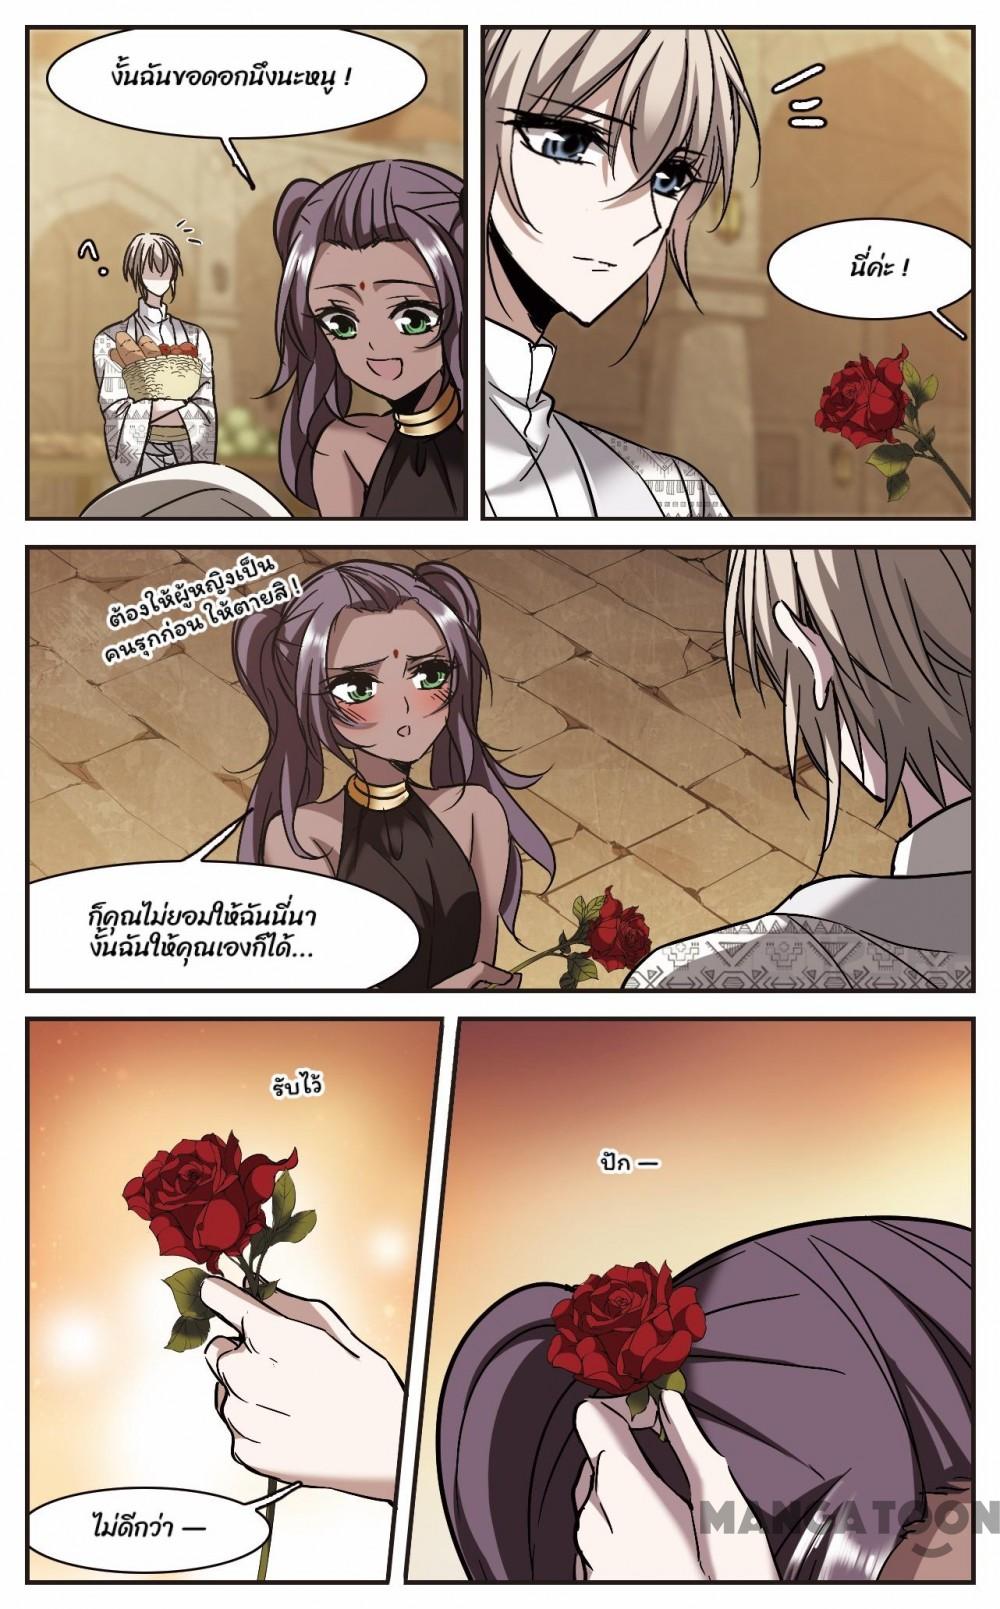 งั้นฉันขอดอกนึงนะหนู !
นี่ค่ะ !
ต้องให้ผู้หญิงเป็น
คนรุกก่อน ให้ตายสิ !
ก็คุณไม่ยอมให้ฉันนี่นา
งั้นฉันให้คุณเองก็ได้...
รับไว้
ไม่ดีกว่า —
ปัก —
MANGATOON